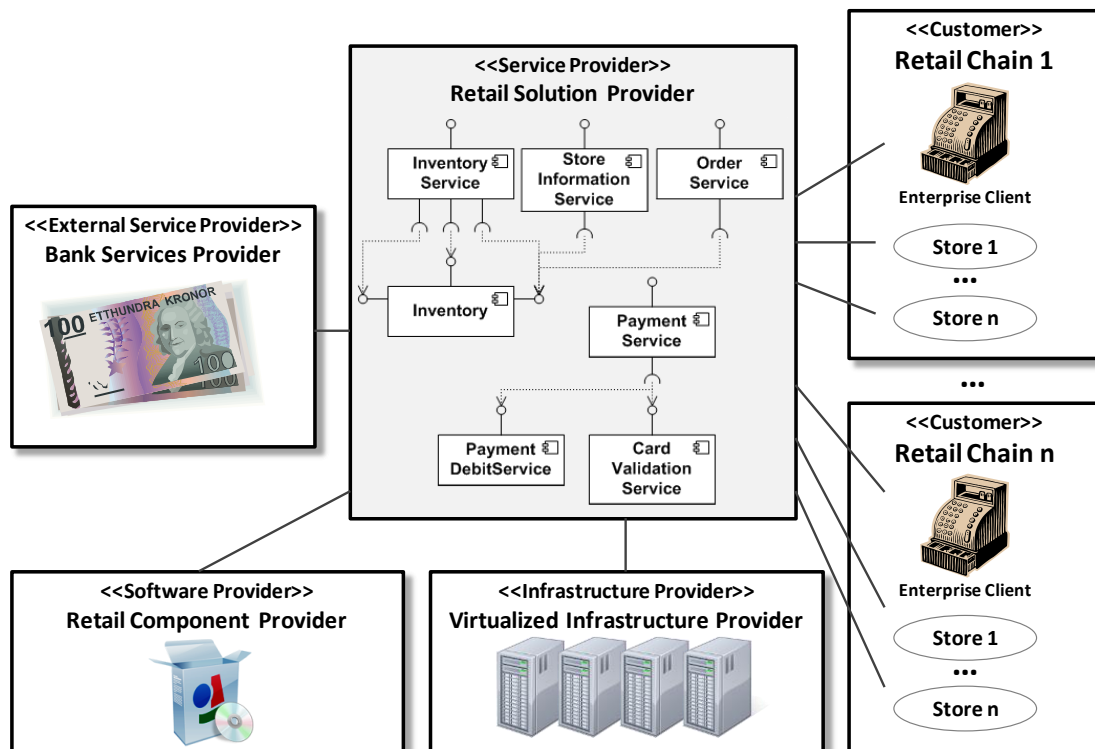 <<Service Provider>>
Retail Solution Provider
Inventory
Service
Store
Information
Service
Order
Service
Inventory
Payment
Service
Payment
DebitService
Card
Validation
Service
<<External Service Provider>>
Bank Services Provider
100 ETTHUNDRA KRONOR
100
100
<<Customer>>
Retail Chain 1
Enterprise Client
Store 1
...
Store n
...
<<Customer>>
Retail Chain n
Enterprise Client
Store 1
...
Store n
<<Software Provider>>
Retail Component Provider
<<Infrastructure Provider>>
Virtualized Infrastructure Provider